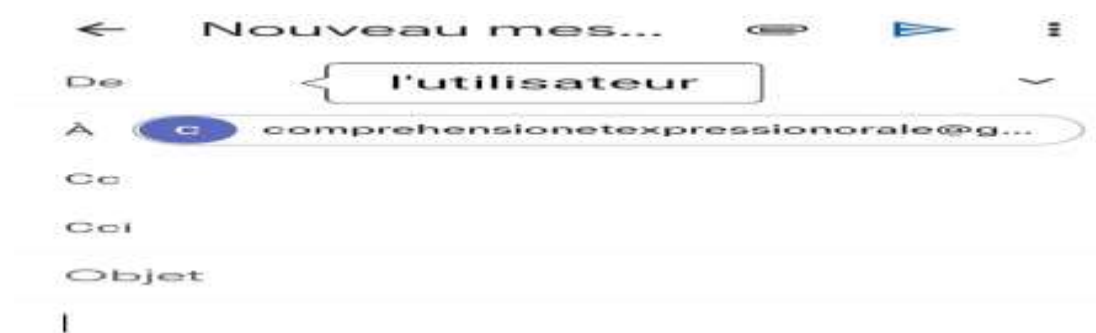 Nouveau mes...
De l'utilisateur
À C comprehensionetexpressionorale@g...
Cc
Cci
Objet